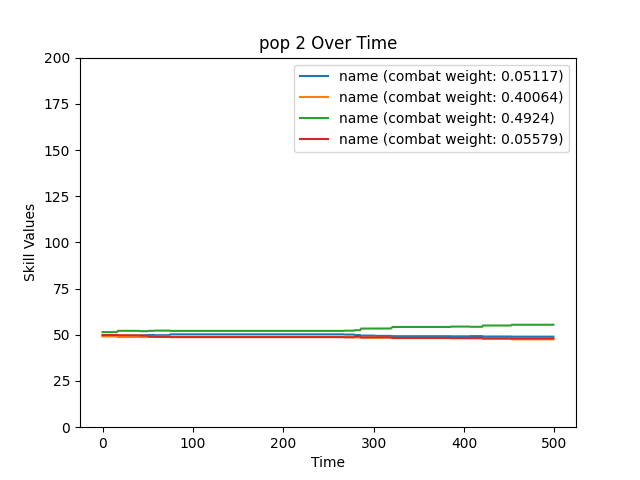 pop 2 Over Time
200
175
150
125
100
75
50
25
0
Skill Values
name (combat weight: 0.05117)
name (combat weight: 0.40064)
name (combat weight: 0.4924)
name (combat weight: 0.05579)
0 100 200 300 400 500
Time